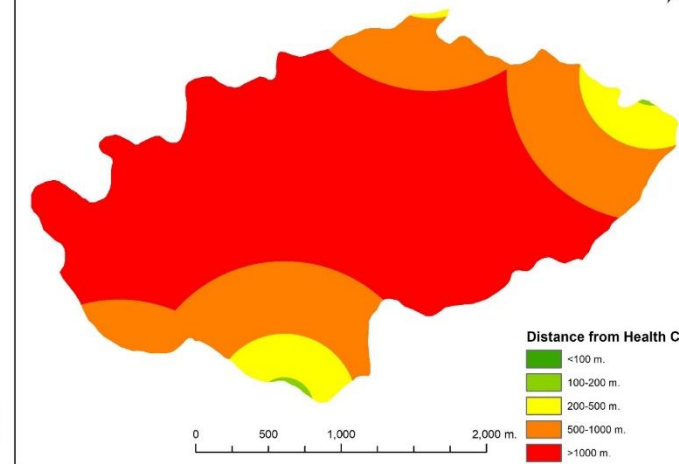 Distance from Health C
<100 m.
100-200 m.
200-500 m.
500-1000 m.
>1000 m.
0 500 1,000 2,000 m.